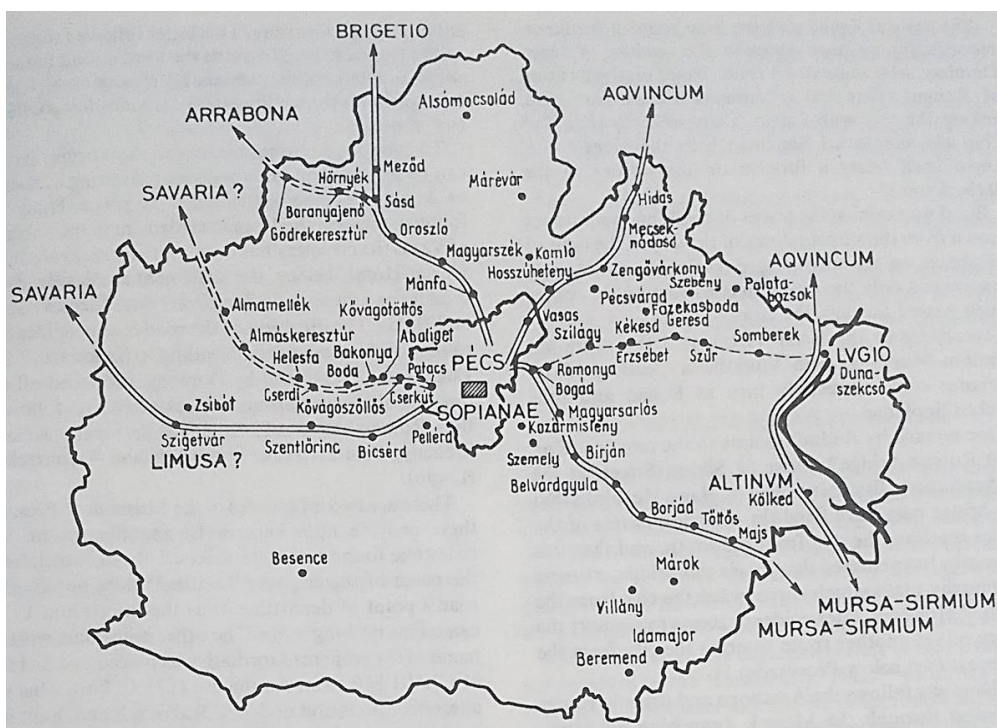 BRIGETIO
ARRABONA
AQVINCUM
Alsómocsolád
SAVARIA ?
Meződ
Hörnyék
Márévár
Sásd
Baranyajenő
Gödrekeresztúr
Hidas
Mecsek-
nádasd
Oroszló
Magyarszék
Komló
Hosszúhetény
Zengővárkony
AQVINCUM
SAVARIA
Mánfa
Pécsvárad
Szebény
Palota-
bozsok
Almamellék
Kővágótöttös
Abaliget
Vasas
Fazekasboda
Szilágy
Kékesd
Geresd
Almáskeresztúr
Helesfa
Bakonya
Boda
Patacs
PÉCS
Erzsébet
Szűr
Somberek
LVGIO
Duna-
szekcső
Cserdi
Cserkút
Kővágószőllős
SOPIANAE
Romonya
Bogád
Zsibót
Magyarsarlós
Kozármisleny
Szigetvár
LIMUSA ?
Szentlőrinc
Bicsérd
Pellérd
Szemely
Birján
Belvárdgyula
ALTINVM
Kölked
Borjád
Töttös
Majs
Besence
Márok
Villány
MURSA-SIRMIUM
MURSA-SIRMIUM
Idamajor
Beremend